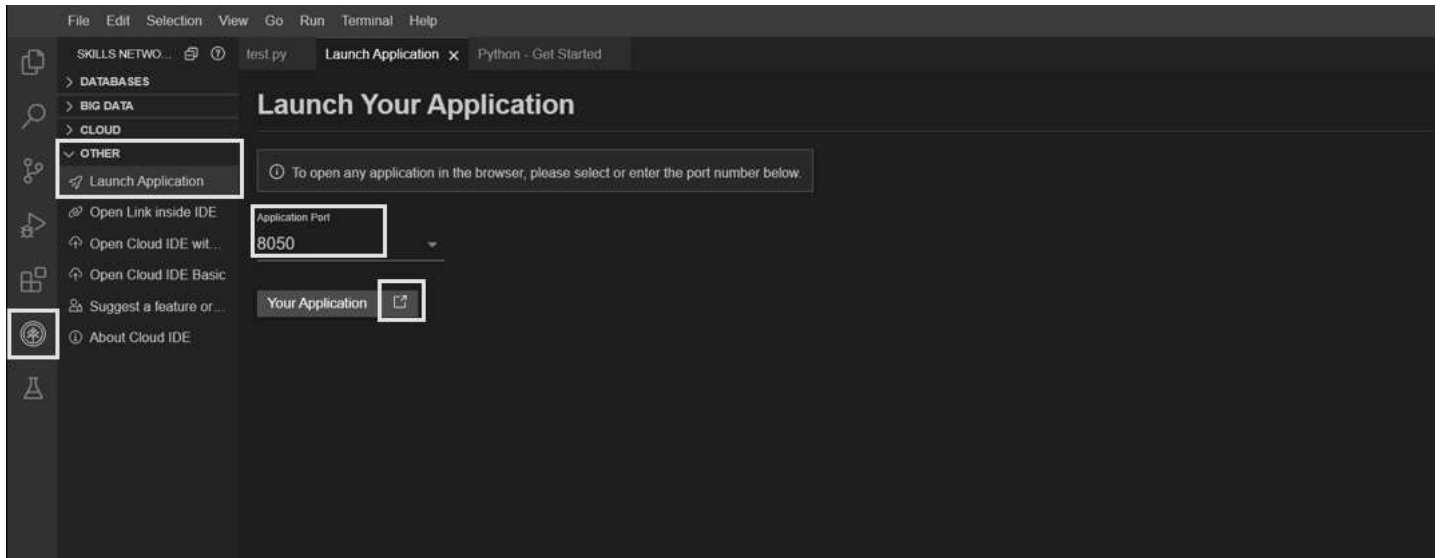 File Edit Selection View Go Run Terminal Help
SKILLS NETWO...
test.py Launch Application Python - Get Started
DATABASES
BIG DATA
CLOUD
OTHER
Launch Application
Open Link inside IDE
Open Cloud IDE wit...
Open Cloud IDE Basic
Suggest a feature or...
About Cloud IDE
Launch Your Application
To open any application in the browser, please select or enter the port number below.
Application Port
8050
Your Application